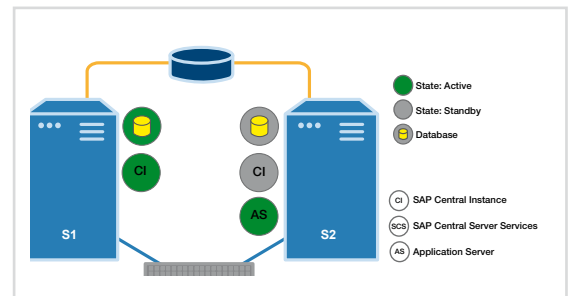 State: Active
State: Standby
Database
CI
CI
AS
S1
S2
CI SAP Central Instance
SCS SAP Central Server Services
AS Application Server